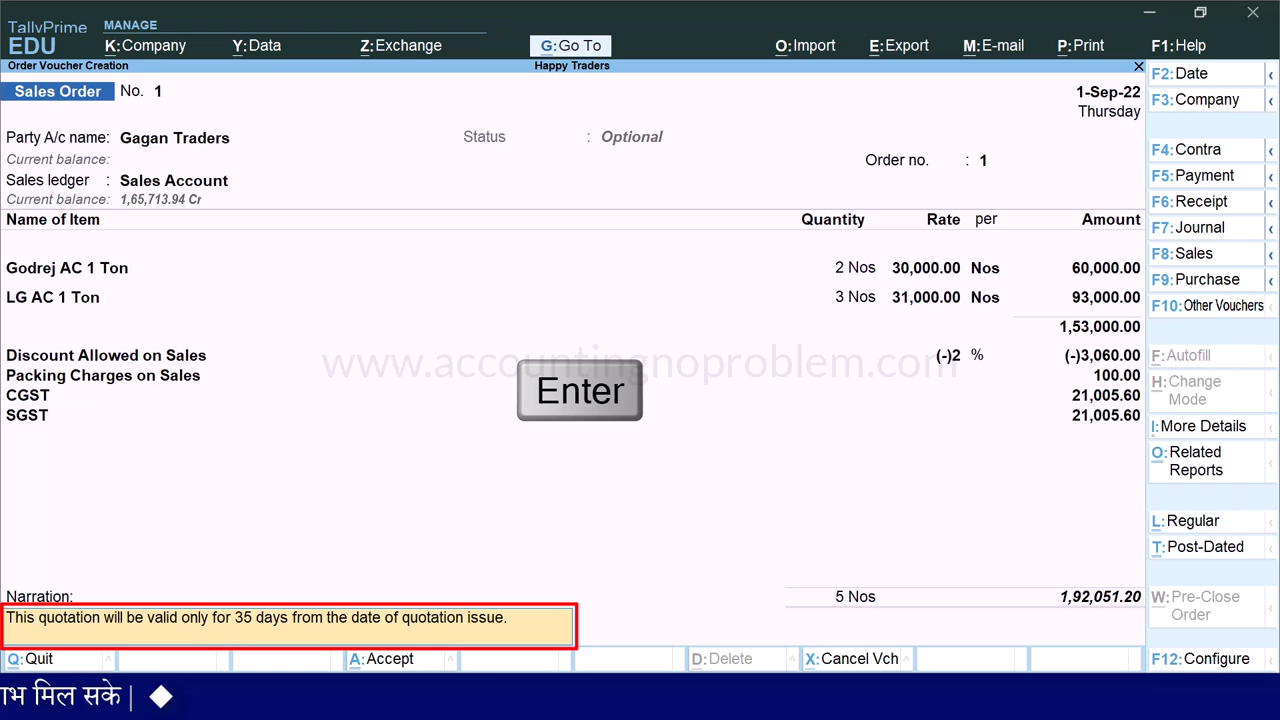 TallyPrime
EDU
MANAGE
K:Company Y:Data Z:Exchange G:Go To O:Import E:Export M:E-mail P:Print F1:Help
Order Voucher Creation Happy Traders
Sales Order No. 1 1-Sep-22
Thursday
Party A/c name: Gagan Traders Status : Optional
Current balance:
Order no. : 1
Sales ledger : Sales Account
Current balance: 1,65,713.94 Cr
Name of Item Quantity Rate per Amount
Godrej AC 1 Ton 2 Nos 30,000.00 Nos 60,000.00
LG AC 1 Ton 3 Nos 31,000.00 Nos 93,000.00
1,53,000.00
Discount Allowed on Sales (-)2 % (-)3,060.00
Packing Charges on Sales 100.00
CGST 21,005.60
SGST 21,005.60
www.accountingnoproblem.com
Enter
Narration: 5 Nos 1,92,051.20
This quotation will be valid only for 35 days from the date of quotation issue.
Q:Quit A:Accept D:Delete X:Cancel Vch
F2:Date
F3:Company
F4:Contra
F5:Payment
F6:Receipt
F7:Journal
F8:Sales
F9:Purchase
F10:Other Vouchers
F:Autofill
H:Change
Mode
I:More Details
O:Related
Reports
L:Regular
T:Post-Dated
W:Pre-Close
Order
F12:Configure
भ मिल सके |